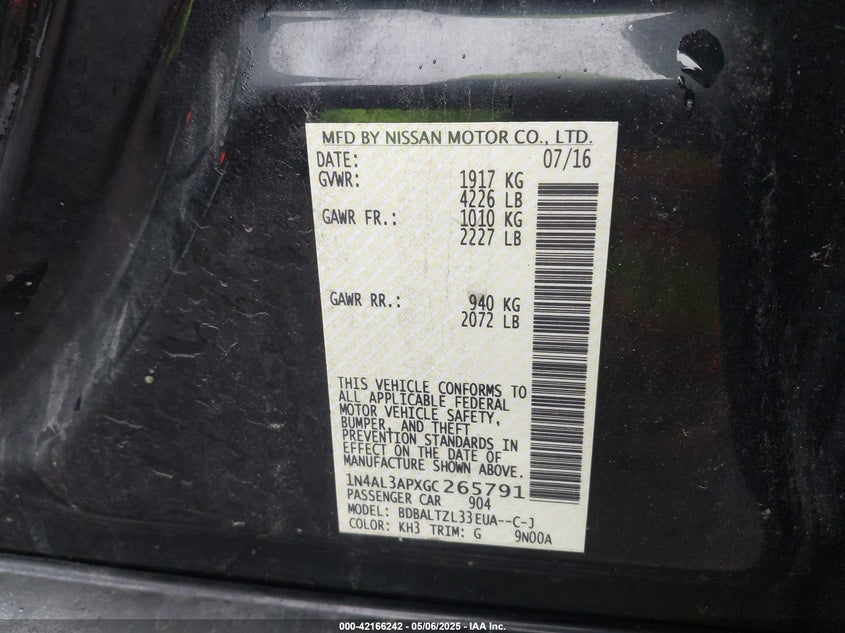 MFD BY NISSAN MOTOR CO., LTD.
DATE: 07/16
GVWR: 1917 KG
4226 LB
GAWR FR.: 1010 KG
2227 LB
GAWR RR.: 940 KG
2072 LB
THIS VEHICLE CONFORMS TO
ALL APPLICABLE FEDERAL
MOTOR VEHICLE SAFETY,
BUMPER, AND THEFT
PREVENTION STANDARDS IN
EFFECT ON THE DATE OF
MANUFACTURE SHOWN ABOVE.
1N4AL3APXGC265791
PASSENGER CAR 904
MODEL: BDBALTZL33EUA--C-J
COLOR: KH3 TRIM: G 9N00A
000-42166242 - 05/06/2025 - IAA Inc.